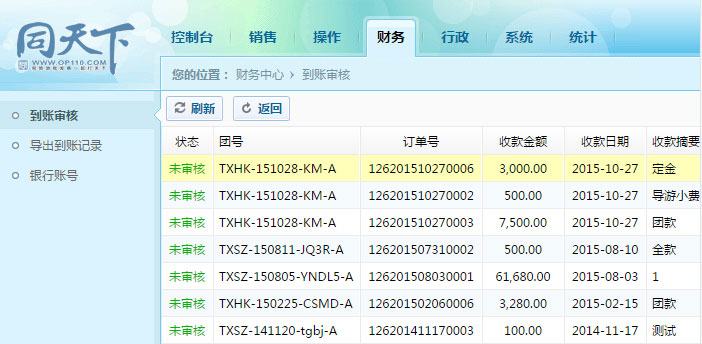 同天下
WWW.OP110.COM
控制台 销售 操作 财务 行政 系统 统计
您的位置： 财务中心 › 到账审核
到账审核
导出到账记录
银行账号
刷新 返回
状态 团号 订单号 收款金额 收款日期 收款摘要
未审核 TXHK-151028-KM-A 126201510270006 3,000.00 2015-10-27 定金
未审核 TXHK-151028-KM-A 126201510270002 500.00 2015-10-27 导游小费
未审核 TXHK-151028-KM-A 126201510270003 7,500.00 2015-10-27 团款
未审核 TXSZ-150811-JQ3R-A 126201507310002 500.00 2015-08-10 全款
未审核 TXSZ-150805-YNDL5-A 126201508030001 61,680.00 2015-08-03 1
未审核 TXHK-150225-CSMD-A 126201502060006 3,280.00 2015-02-15 团款
未审核 TXSZ-141120-tgbj-A 126201411170003 100.00 2014-11-17 测试